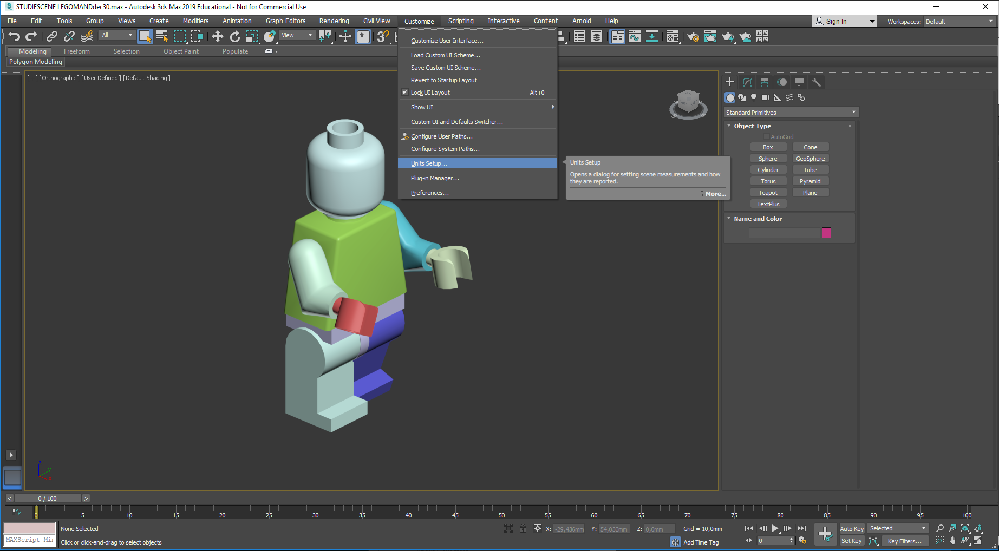 STUDIESCENE LEGOMANDdec30.max - Autodesk 3ds Max 2019 Educational - Not for Commercial Use
File Edit Tools Group Views Create Modifiers Animation Graph Editors Rendering Civil View Customize Scripting Interactive Content Arnold Help
Sign In
Workspaces: Default
All
View
Modeling Freeform Selection Object Paint Populate
Polygon Modeling
[+] [Orthographic] [User Defined] [Default Shading]
Customize User Interface...
Load Custom UI Scheme...
Save Custom UI Scheme...
Revert to Startup Layout
Lock UI Layout Alt+0
Show UI
Custom UI and Defaults Switcher...
Configure User Paths...
Configure System Paths...
Units Setup...
Plug-in Manager...
Preferences...
Units Setup
Opens a dialog for setting scene measurements and how
they are reported.
More...
Standard Primitives
Object Type
AutoGrid
Box Cone
Sphere GeoSphere
Cylinder Tube
Torus Pyramid
Teapot Plane
TextPlus
Name and Color
z
y
x
< 0 / 100 >
0 5 10 15 20 25 30 35 40 45 50 55 60 65 70 75 80 85 90 95 100
None Selected
X: -29,436mm Y: 54,033mm Z: 0,0mm Grid = 10,0mm
Auto Key Selected
MAXScript Mi
Click or click-and-drag to select objects
Add Time Tag
0
Set Key Key Filters...